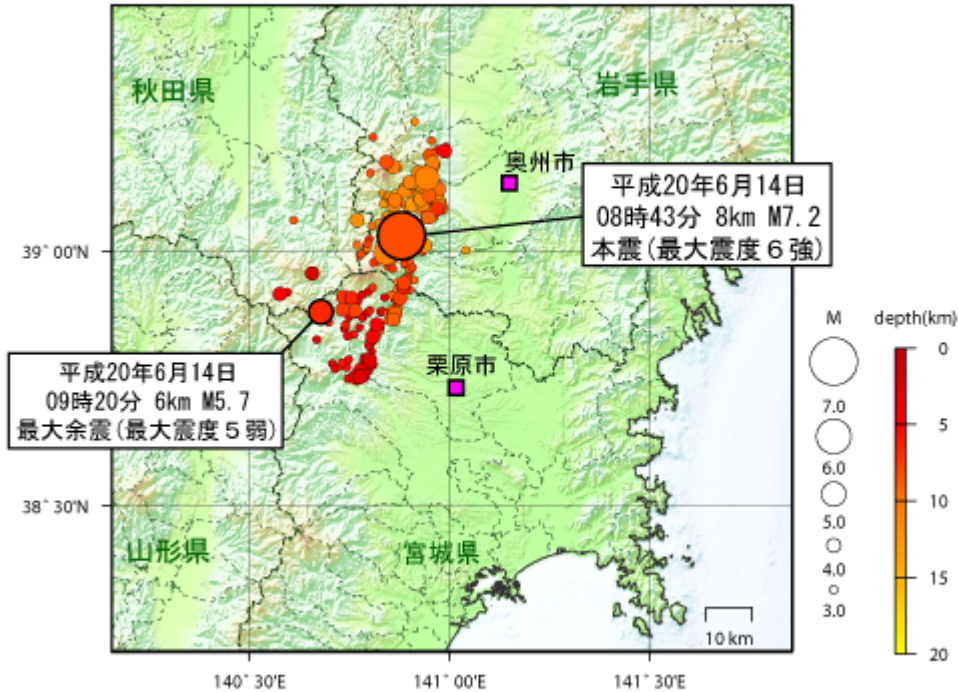 秋田県
岩手県
奥州市
平成20年6月14日
08時43分 8km M7.2
本震(最大震度6強)
39°00'N
M
depth(km)
0
7.0
5
平成20年6月14日
09時20分 6km M5.7
最大余震(最大震度5弱)
栗原市
6.0
10
5.0
38°30'N
4.0
15
山形県
宮城県
3.0
10 km
20
140°30'E
141°00'E
141°30'E